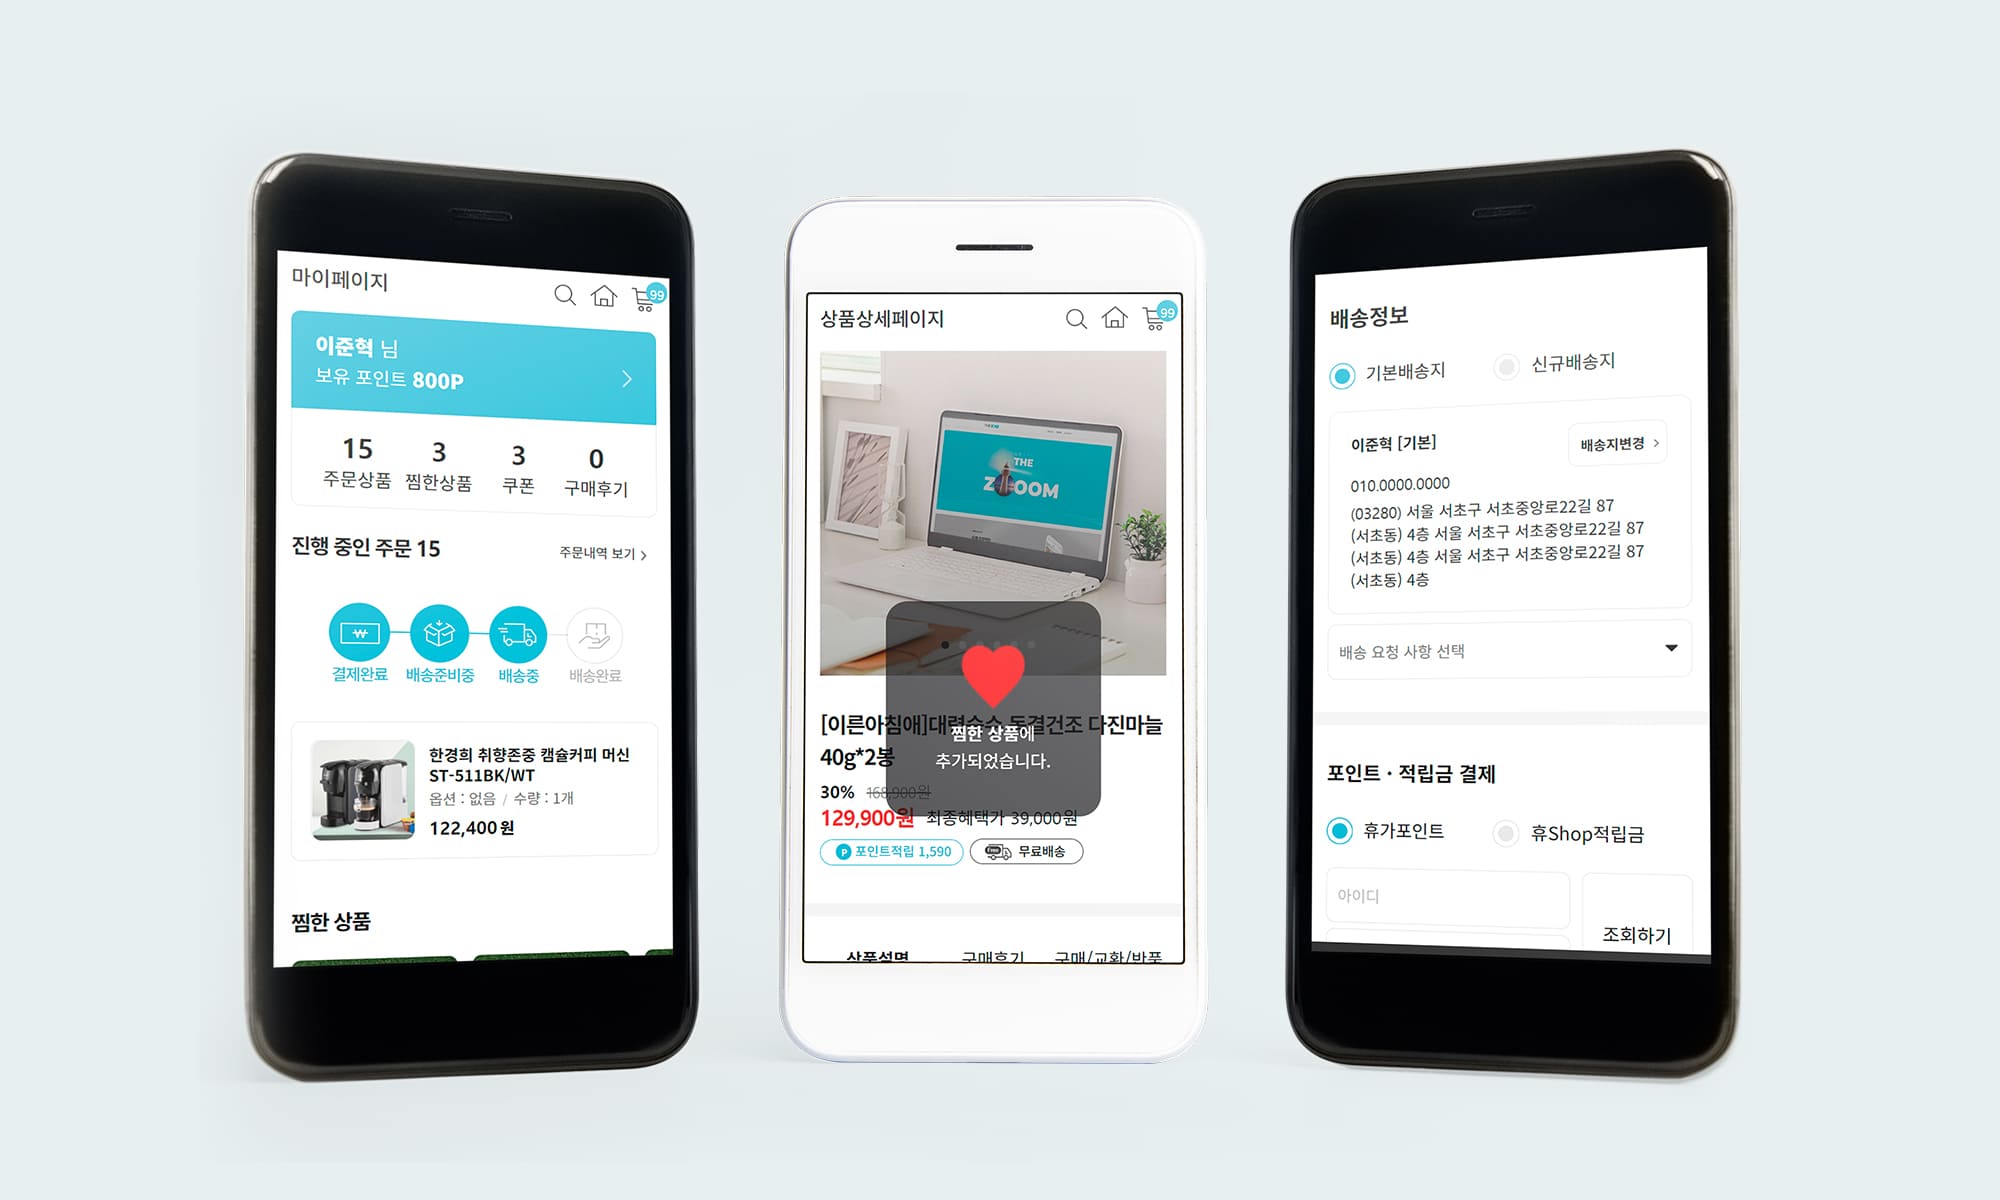 마이페이지
99
이준혁 님
보유 포인트 800P
15
3
3
0
주문상품
찜한상품
쿠폰
구매후기
진행 중인 주문 15
주문내역 보기
₩
결제완료
배송준비중
배송중
배송완료
한경희 취향존중 캡슐커피 머신
ST-511BK/WT
옵션 : 없음 / 수량 : 1개
122,400원
찜한 상품
상품상세페이지
99
THE
ZOOOM
[이른아침애]대령숙수 동결건조 다진마늘
40g*2봉
찜한 상품에
추가되었습니다.
30% 168,900원
129,900원 최종혜택가 39,000원
P 포인트적립 1,590
Free 무료배송
상품설명
구매후기
구매/교환/반품
배송정보
기본배송지
신규배송지
이준혁 [기본]
배송지변경
010.0000.0000
(03280) 서울 서초구 서초중앙로22길 87
(서초동) 4층 서울 서초구 서초중앙로22길 87
(서초동) 4층 서울 서초구 서초중앙로22길 87
(서초동) 4층
배송 요청 사항 선택
포인트 · 적립금 결제
휴가포인트
휴Shop적립금
아이디
조회하기